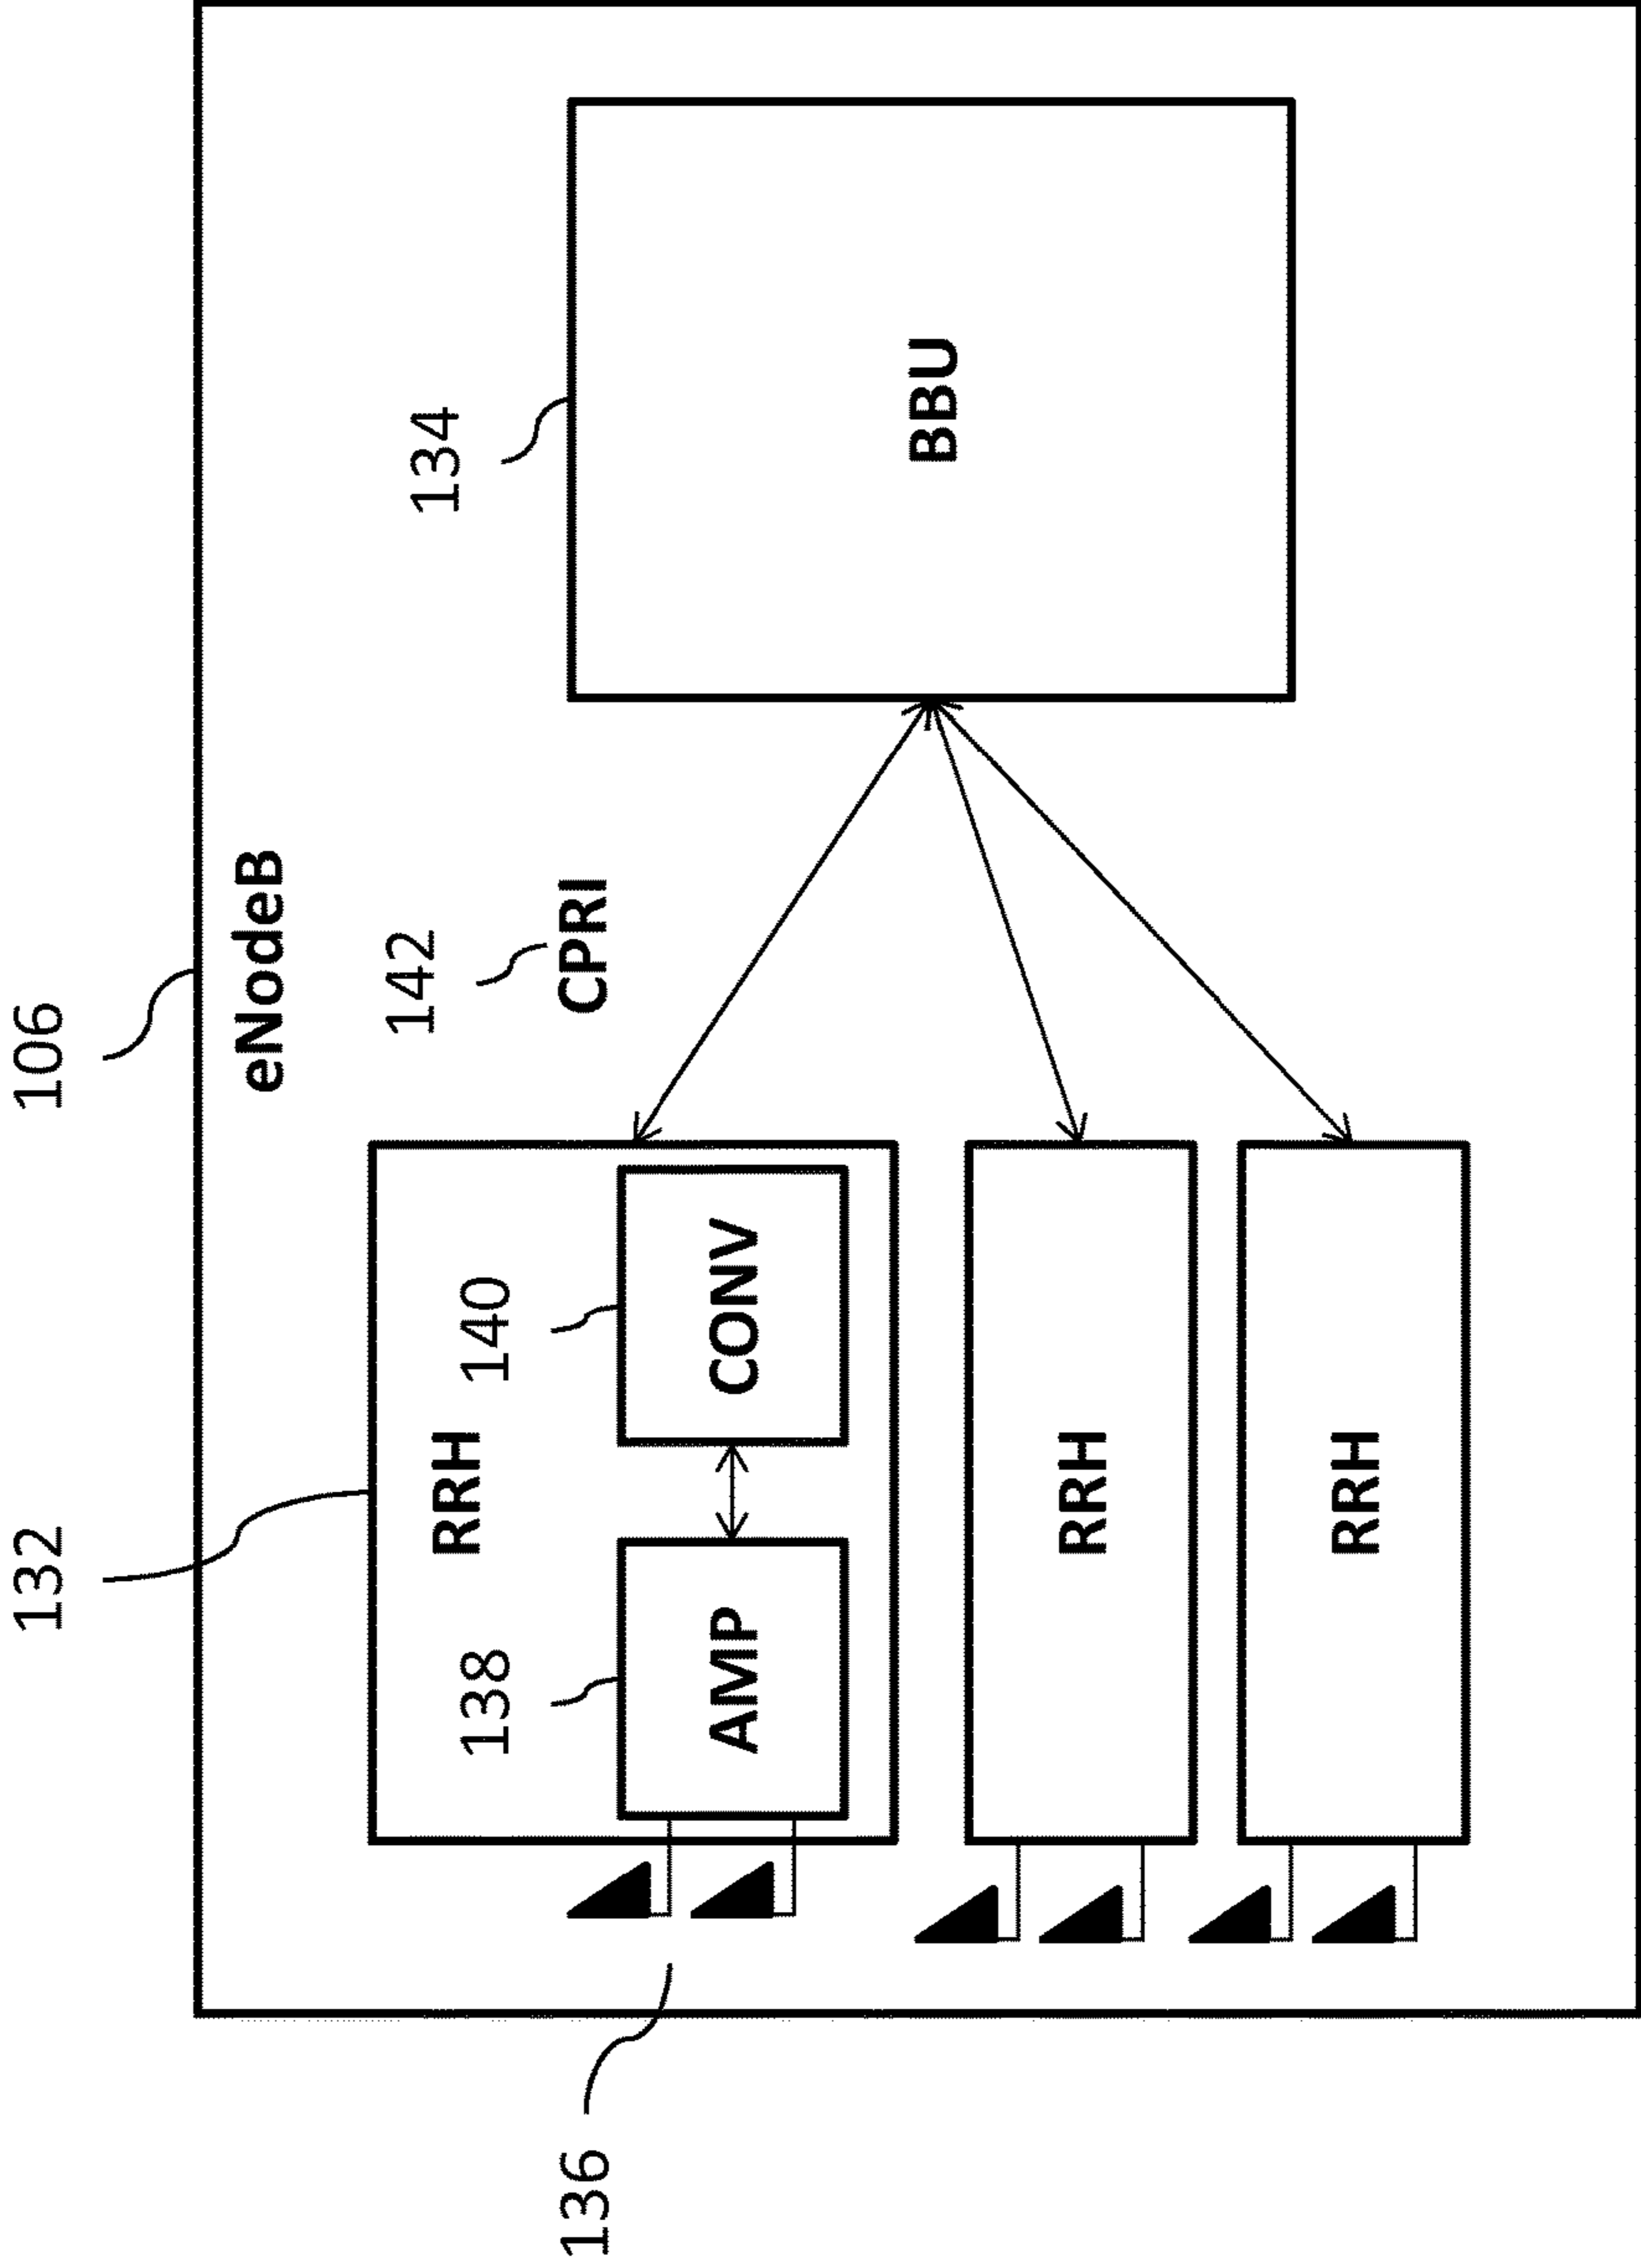 106
132
eNodeB
142
CPRI
134
RRH
138
140
AMP
CONV
BBU
136
RRH
RRH